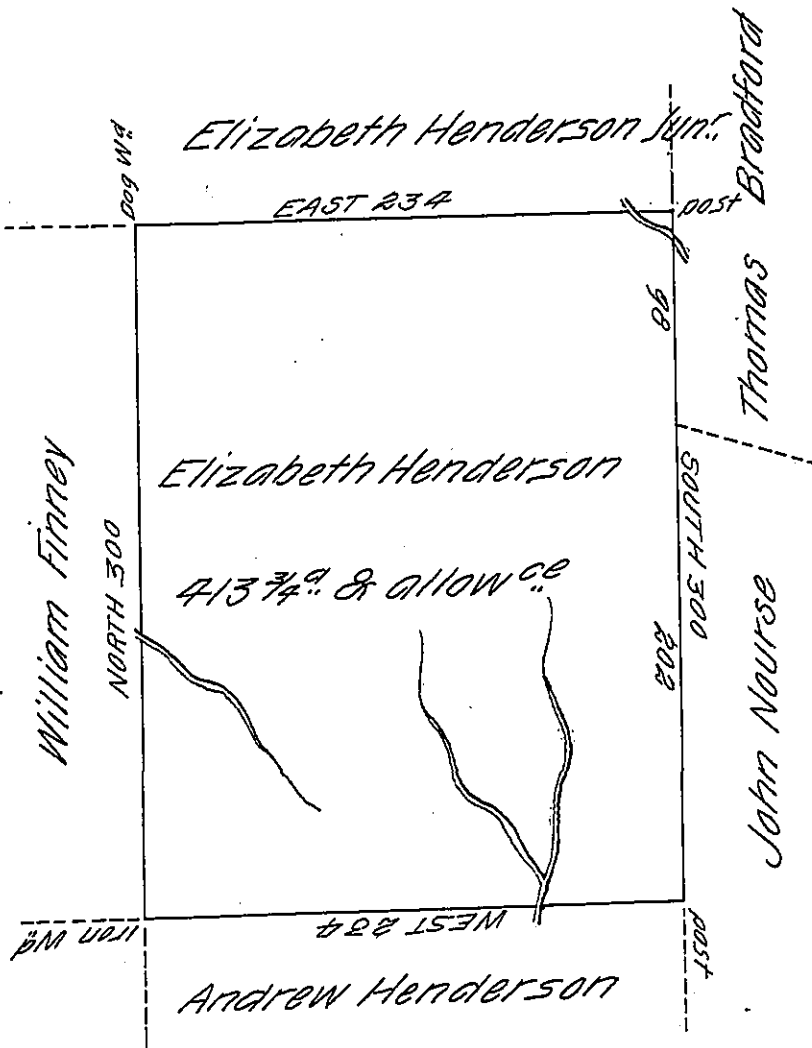 Elizabeth Henderson Junr.
Dog Wd
EAST 234
post
Thomas Bradford
98
William Finney
NORTH 300
Elizabeth Henderson
413 3/4 a. & allowce
SOUTH 300
202
John Nourse
Iron Wd
WEST 234
post
Andrew Henderson